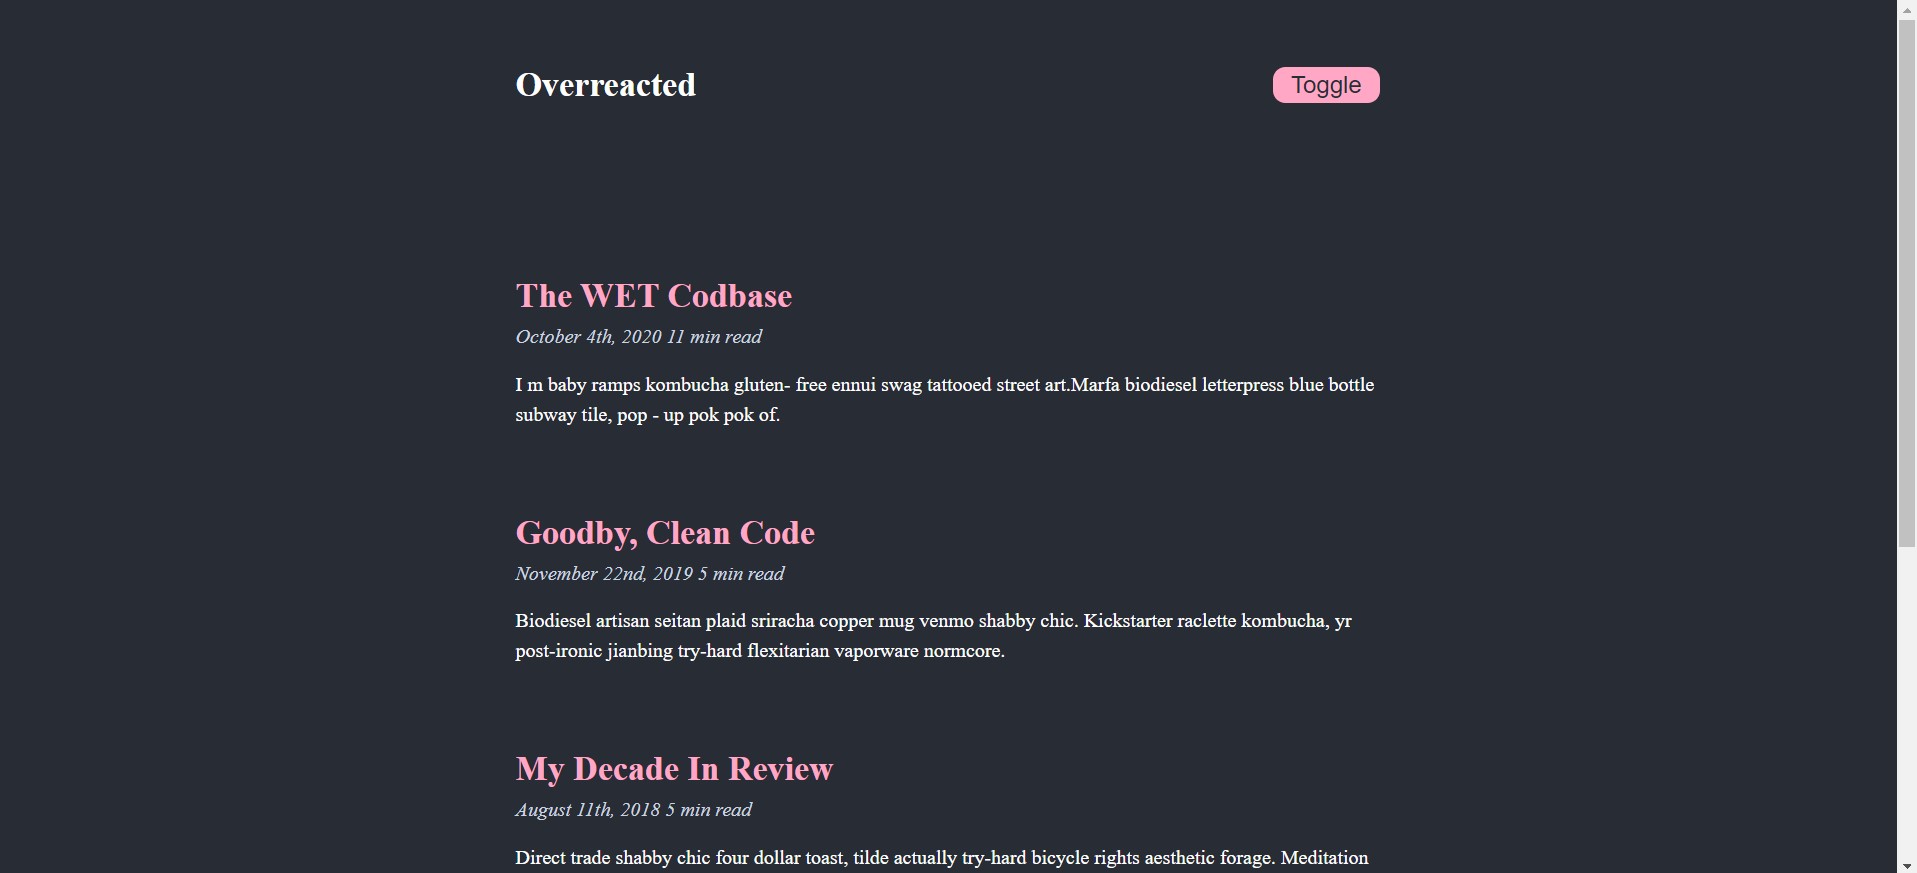 Overreacted
Toggle
The WET Codbase
October 4th, 2020 11 min read
I m baby ramps kombucha gluten- free ennui swag tattooed street art.Marfa biodiesel letterpress blue bottle
subway tile, pop - up pok pok of.
Goodby, Clean Code
November 22nd, 2019 5 min read
Biodiesel artisan seitan plaid sriracha copper mug venmo shabby chic. Kickstarter raclette kombucha, yr
post-ironic jianbing try-hard flexitarian vaporware normcore.
My Decade In Review
August 11th, 2018 5 min read
Direct trade shabby chic four dollar toast, tilde actually try-hard bicycle rights aesthetic forage. Meditation